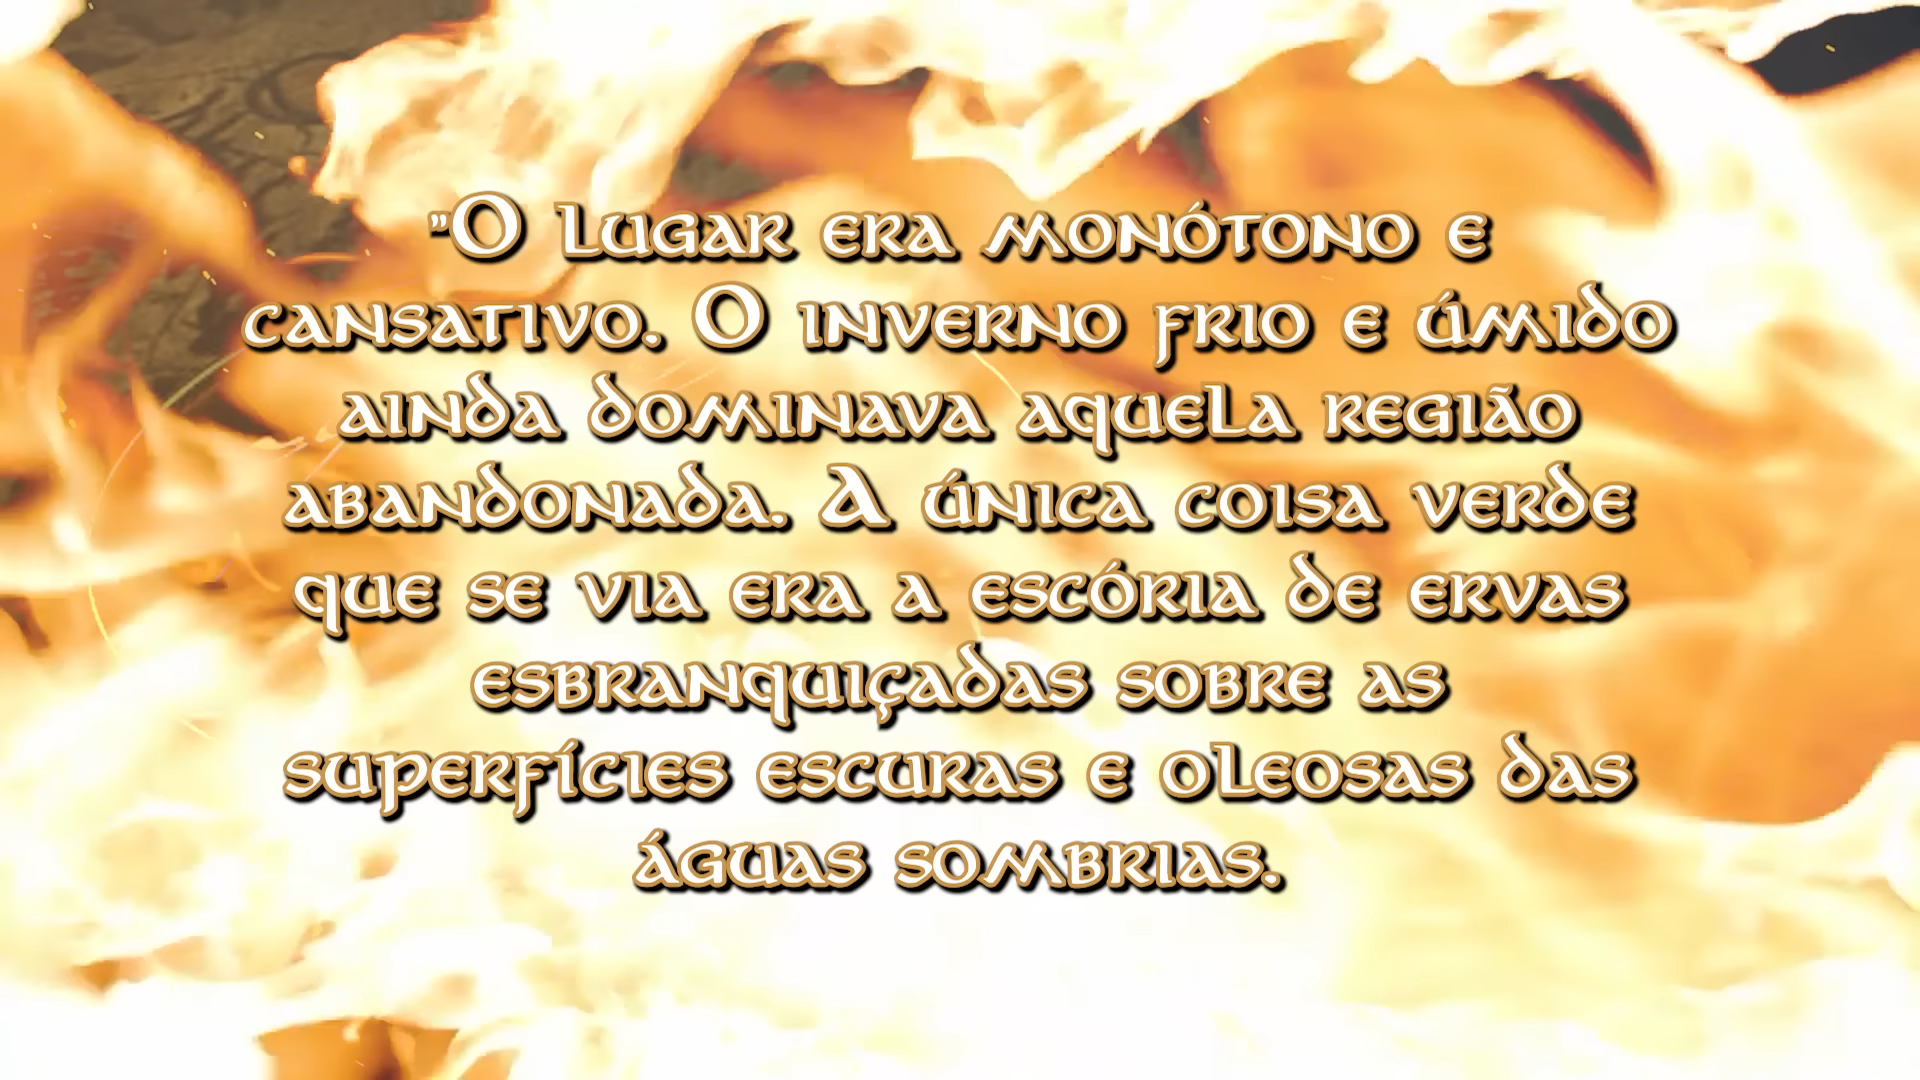 "O lugar era monótono e
cansativo. O inverno frio e úmido
ainda dominava aquela região
abandonada. A única coisa verde
que se via era a escória de ervas
esbranquiçadas sobre as
superfícies escuras e oleosas das
águas sombrias.